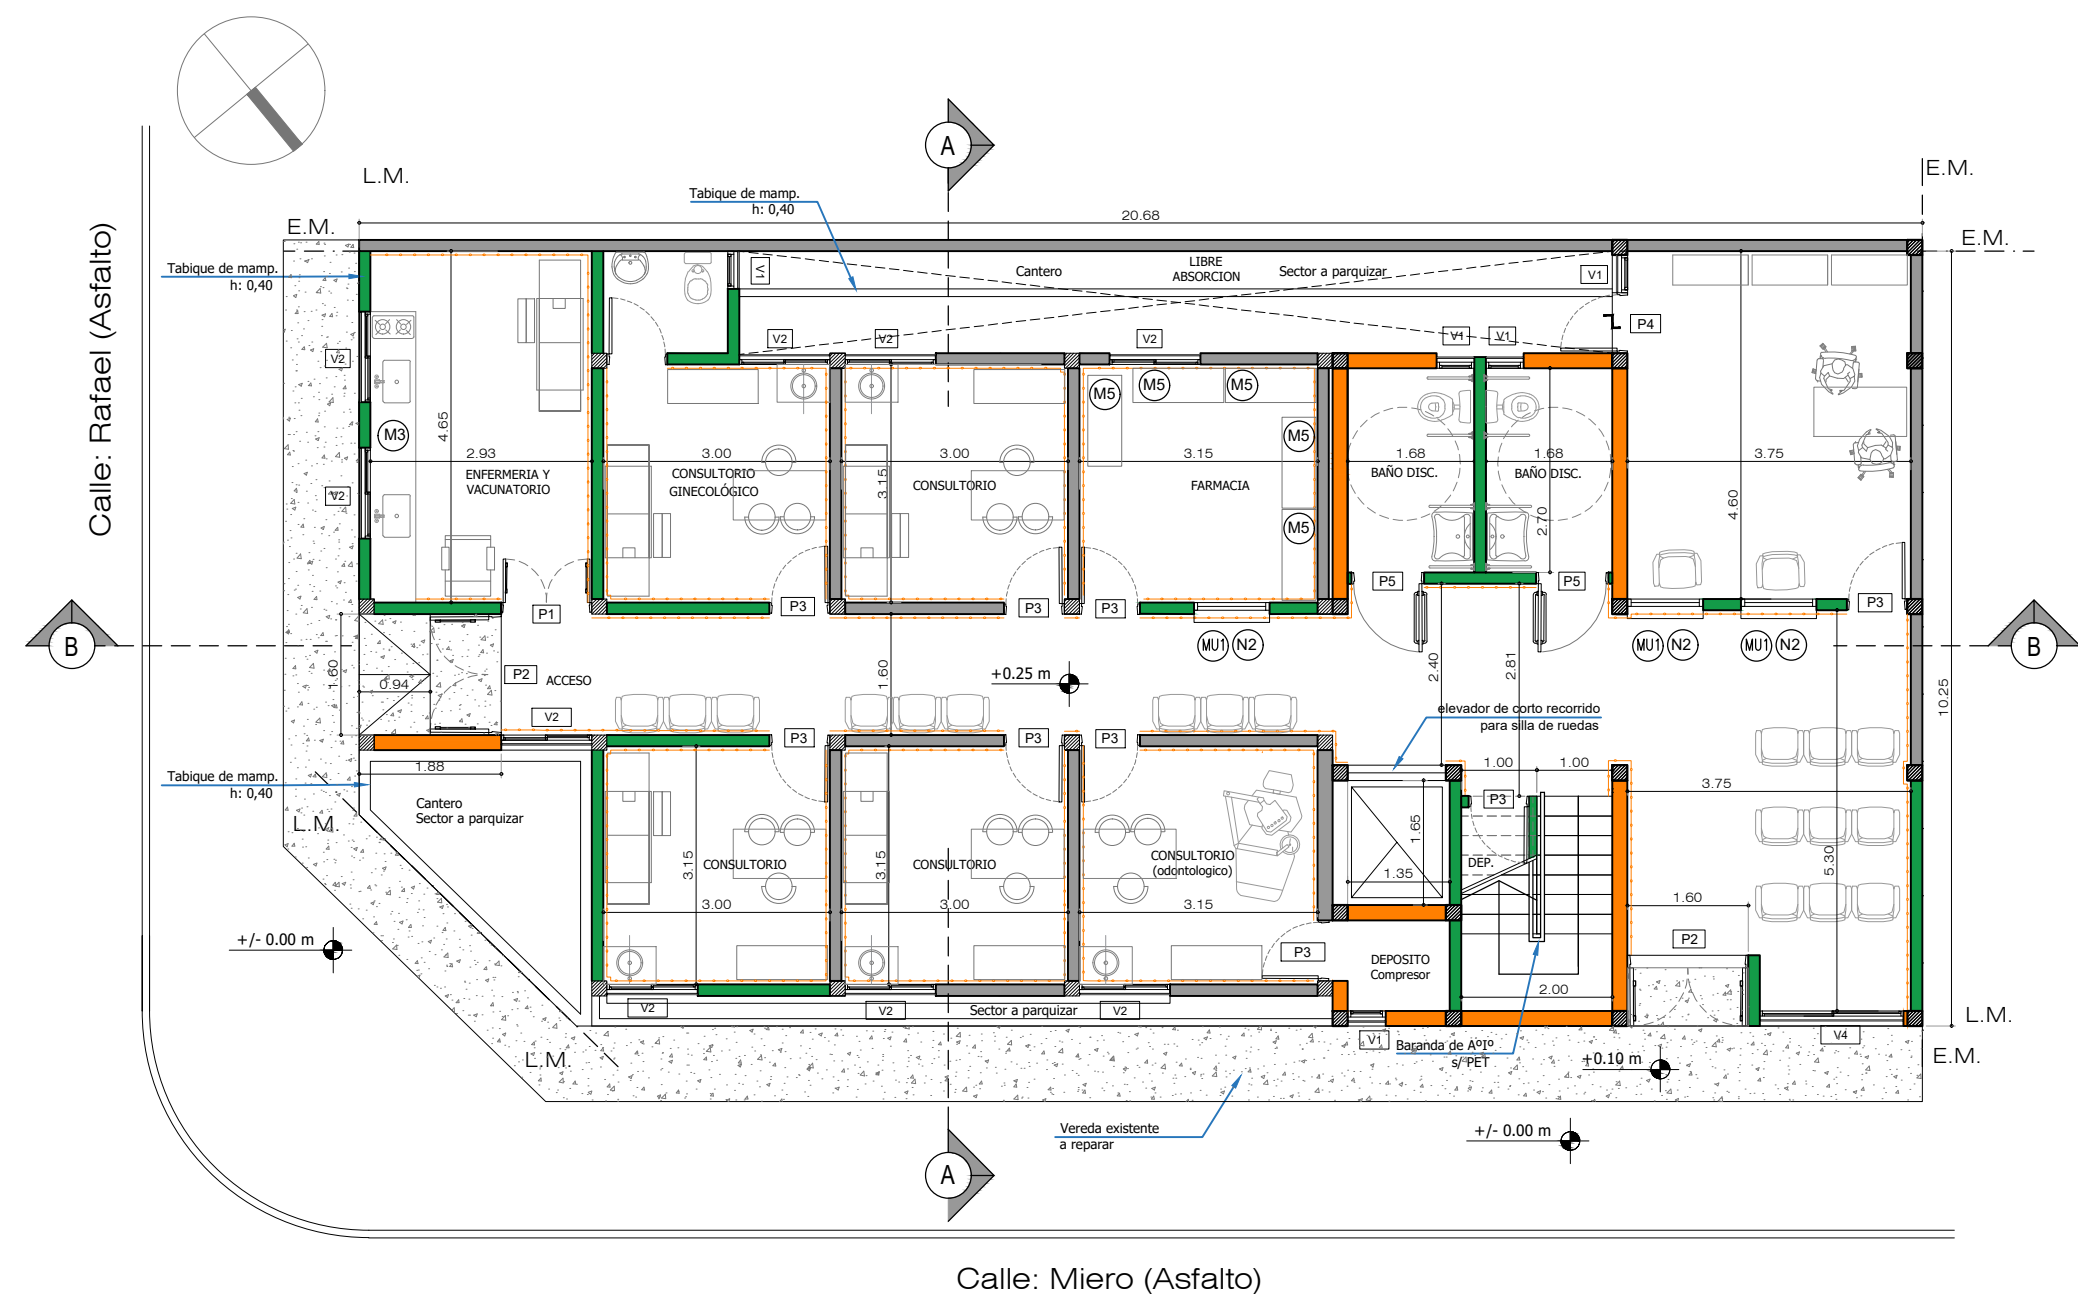 A
L.M.
E.M.
Tabique de mamp.
h: 0,40
20.68
E.M.
E.M.
Calle: Rafael (Asfalto)
Tabique de mamp.
h: 0,40
V1
Cantero
LIBRE
ABSORCION
Sector a parquizar
V1
P4
V2
V2
V2
V2
V1
V1
M5
M5
M5
M3
4.65
M5
2.93
3.00
3.00
3.15
1.68
1.68
3.75
ENFERMERIA Y
VACUNATORIO
CONSULTORIO
GINECOLÓGICO
3.15
CONSULTORIO
FARMACIA
BAÑO DISC.
BAÑO DISC.
V2
M5
2.70
4.60
P5
P5
P1
P3
P3
P3
P3
B
1.60
0.94
P2
ACCESO
1.60
+0.25 m
MU1
N2
2.40
2.81
MU1
N2
MU1
N2
B
10.25
V2
P3
P3
P3
elevador de corto recorrido
para silla de ruedas
1.88
Tabique de mamp.
h: 0,40
Cantero
Sector a parquizar
L.M.
1.00
1.00
P3
3.75
1.65
3.15
CONSULTORIO
3.15
CONSULTORIO
CONSULTORIO
(odontologico)
DEP.
5.30
1.35
3.00
3.00
3.15
1.60
+/- 0.00 m
P3
P2
DEPOSITO
Compresor
2.00
V2
V2
Sector a parquizar
V2
L.M.
V1
Baranda de AºIº
s/ PET
V4
L.M.
E.M.
+0.10 m
Vereda existente
a reparar
+/- 0.00 m
A
Calle: Miero (Asfalto)